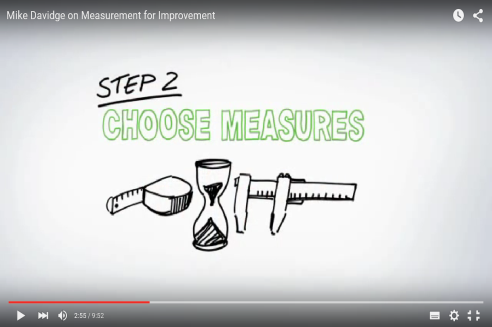 Mike Davidge on Measurement for Improvement
STEP 2
CHOOSE MEASURES
2:55 / 9:52